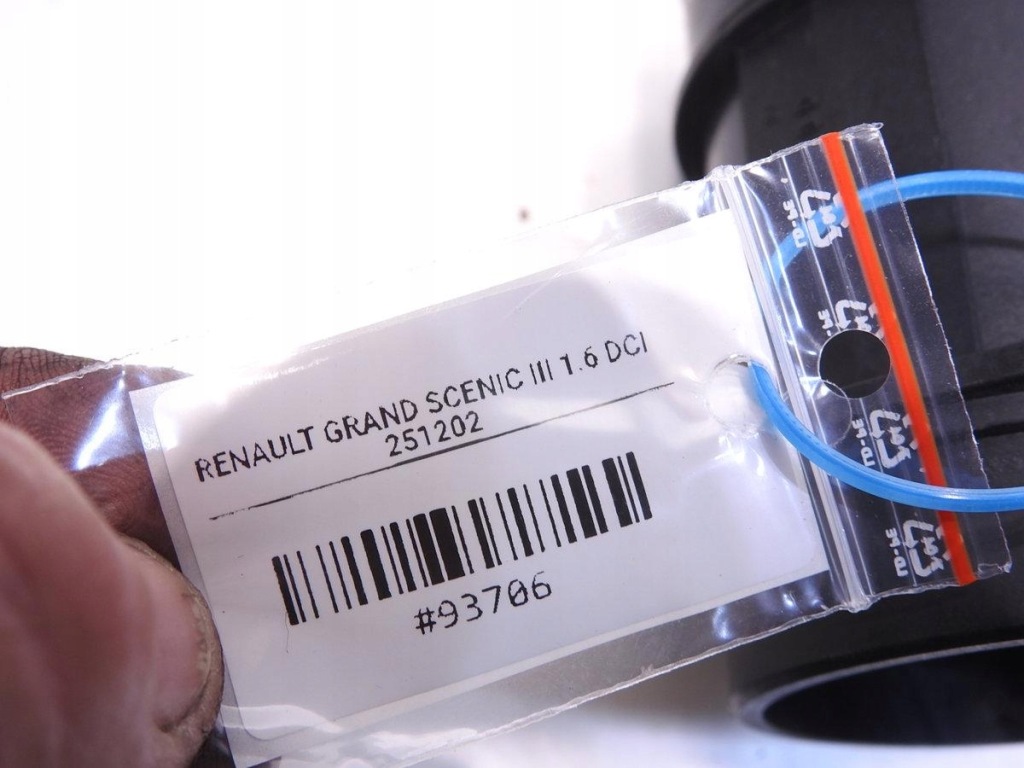 RENAULT GRAND SCENIC III 1.6 DCI
251202
#93706